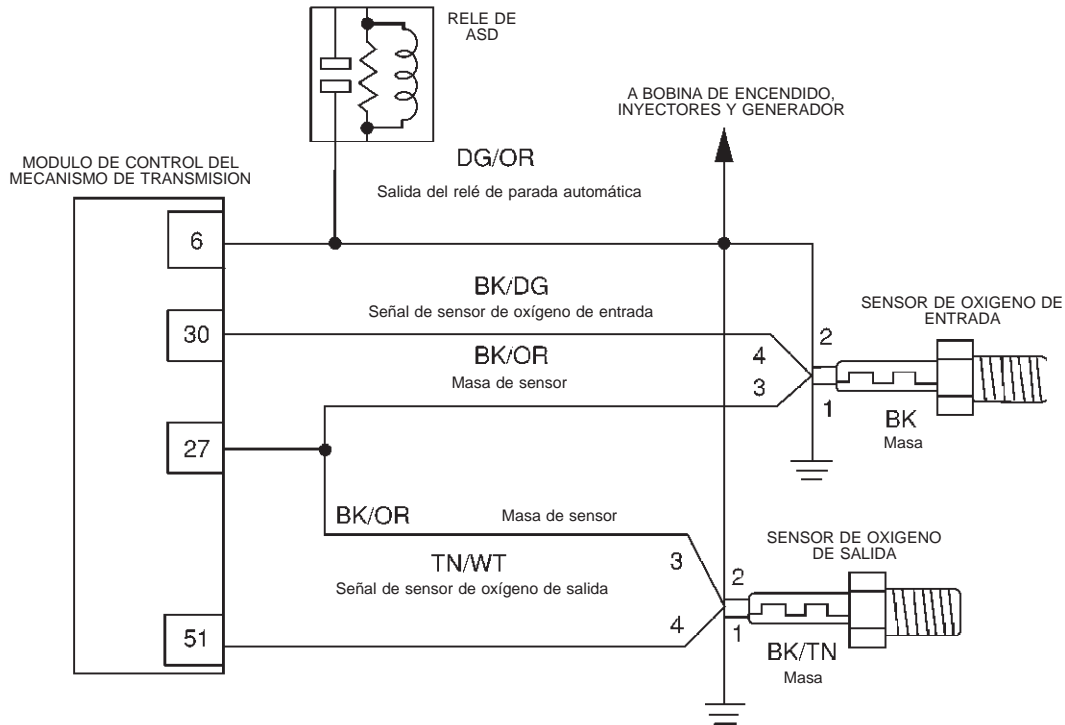 RELE DE
ASD
A BOBINA DE ENCENDIDO,
INYECTORES Y GENERADOR
MODULO DE CONTROL DEL
MECANISMO DE TRANSMISION
DG/OR
Salida del relé de parada automática
6
BK/DG
Señal de sensor de oxígeno de entrada
SENSOR DE OXIGENO DE
ENTRADA
30
2
4
BK/OR
Masa de sensor
3
1
BK
Masa
27
BK/OR
Masa de sensor
SENSOR DE OXIGENO
DE SALIDA
TN/WT
Señal de sensor de oxígeno de salida
3
2
4
1
51
BK/TN
Masa